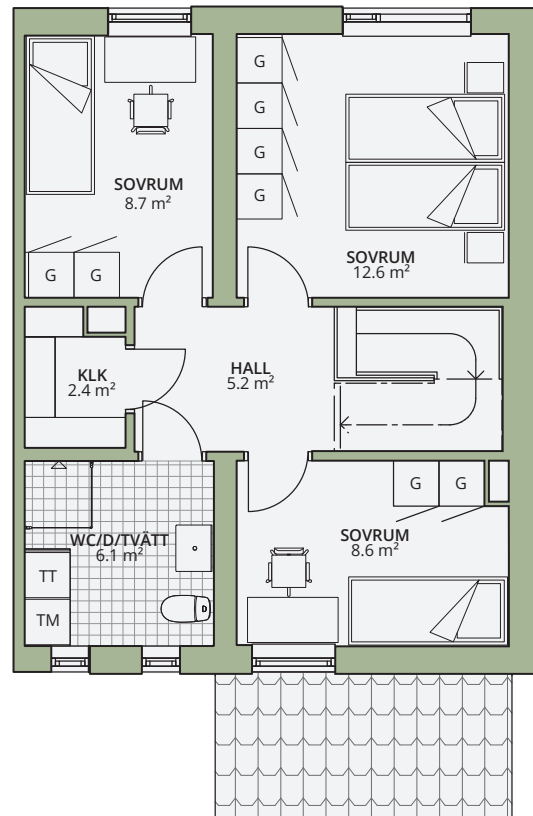 G
G
G
G
SOVRUM
8.7 m²
SOVRUM
12.6 m²
G
G
KLK
2.4 m²
HALL
5.2 m²
G
G
WC/D/TVÄTT
6.1 m²
SOVRUM
8.6 m²
TT
TM